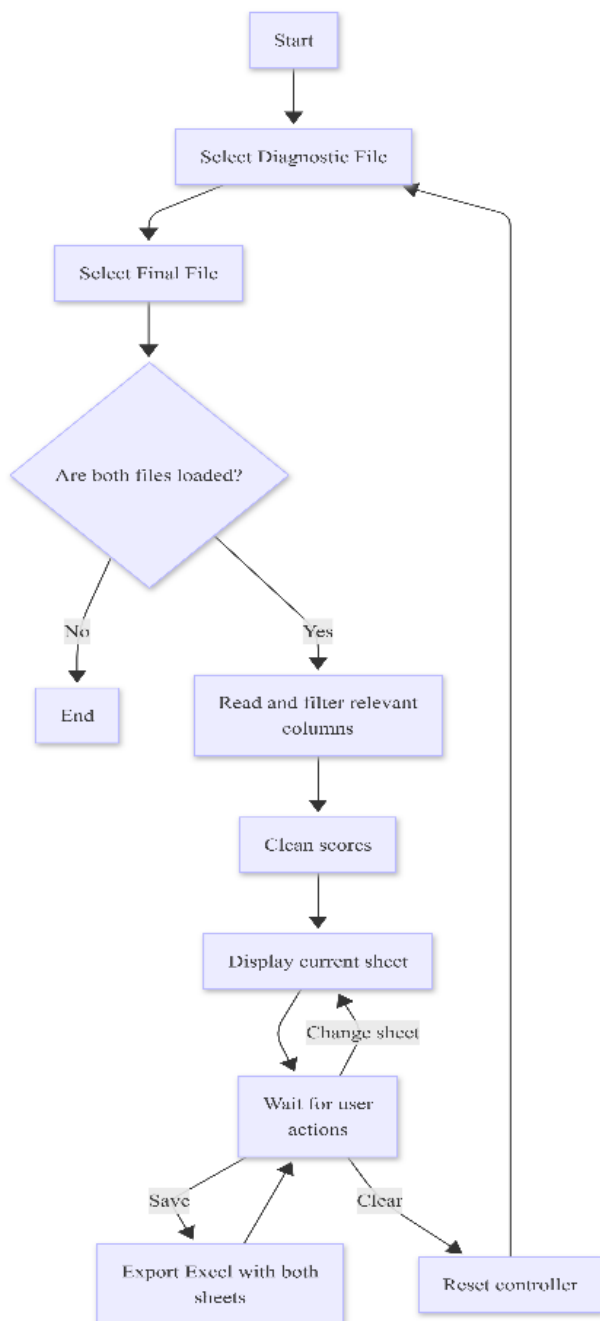 Start
Select Diagnostic File
Select Final File
Are both files loaded?
No
Yes
End
Read and filter relevant
columns
Clean scores
Display current sheet
Change sheet
Wait for user
actions
Save
Clear
Export Excel with both
sheets
Reset controller